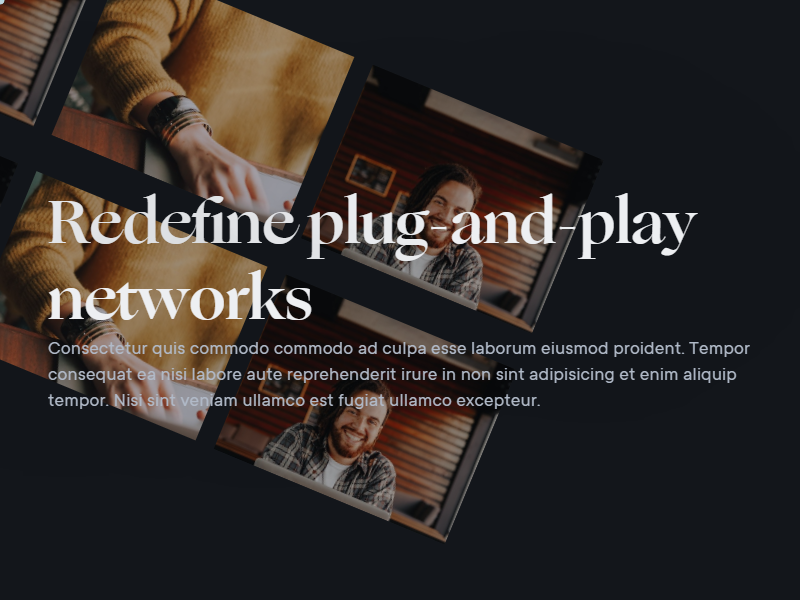 Redefine plug-and-play
networks
Consectetur quis commodo commodo ad culpa esse laborum eiusmod proident. Tempor
consequat ea nisi labore aute reprehenderit irure in non sint adipisicing et enim aliquip
tempor. Nisi sint veniam ullamco est fugiat ullamco excepteur.